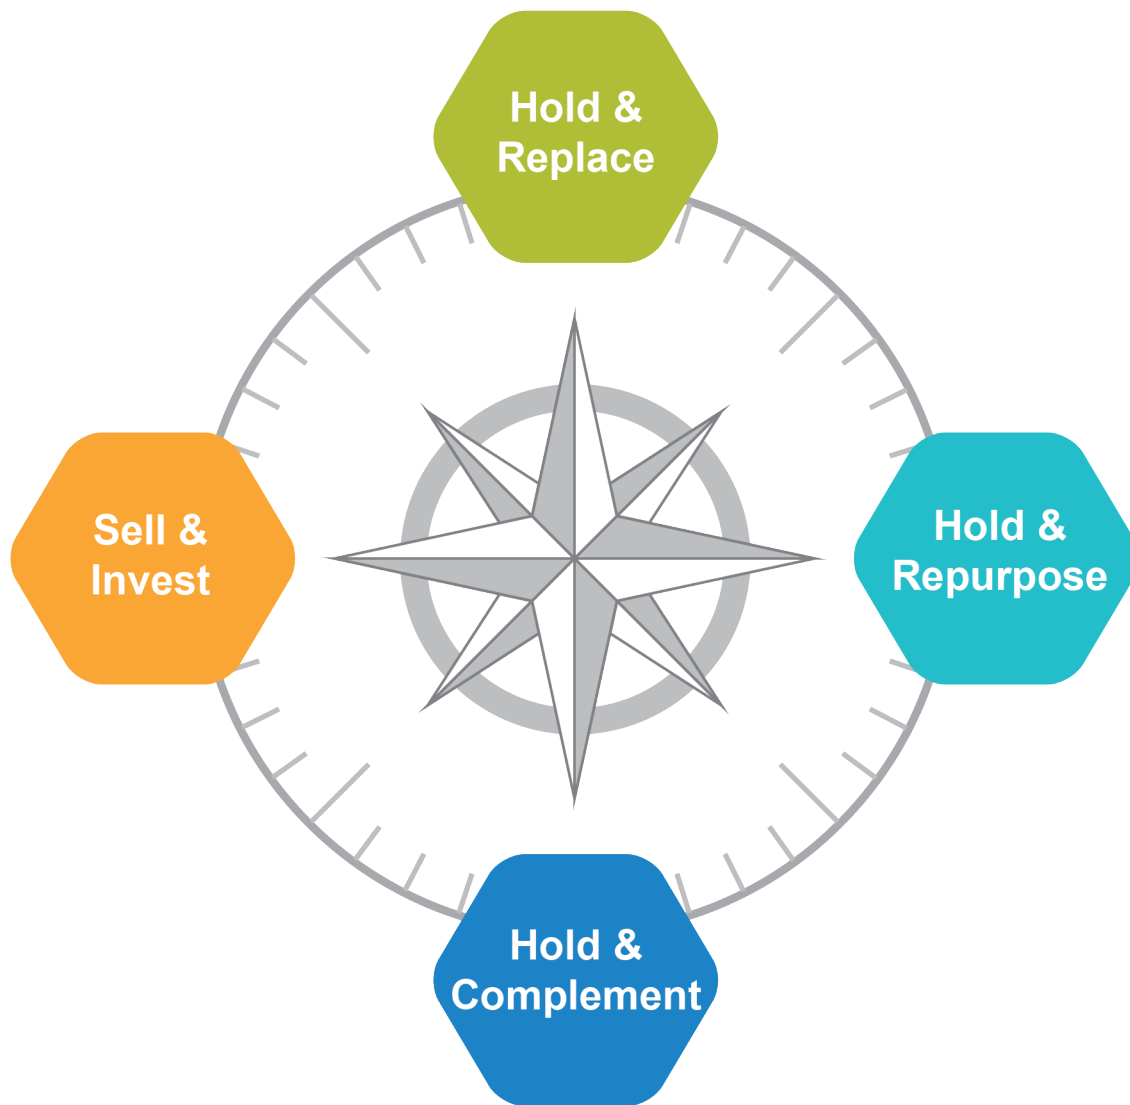 Hold &
Replace
Sell &
Invest
Hold &
Repurpose
Hold &
Complement